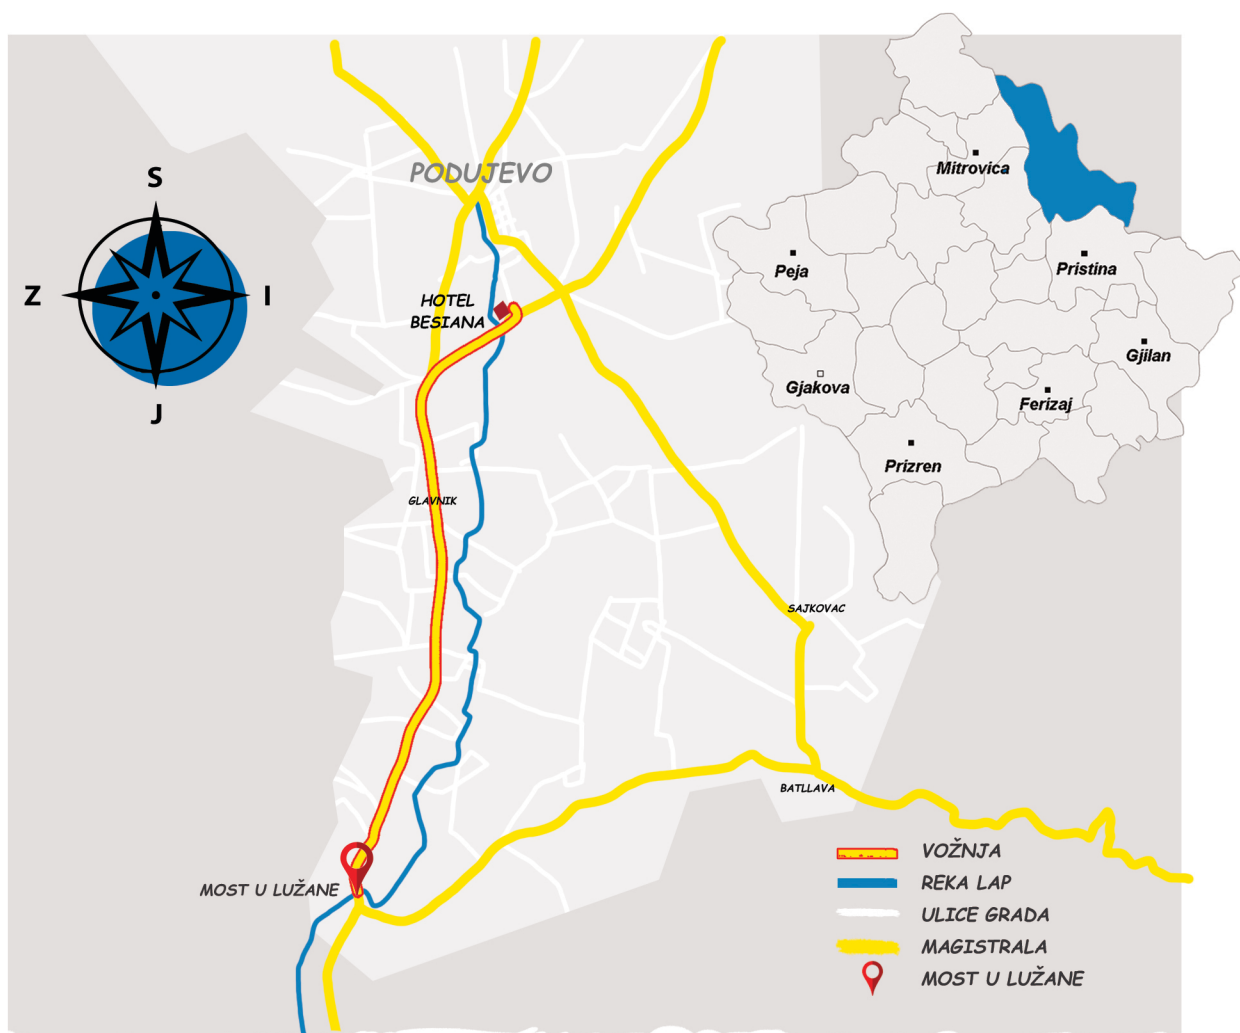 S
Z
I
J
PODUJEVO
HOTEL
BESIANA
GLAVNIK
SAJKOVAC
BATLLAVA
MOST U LUŽANE
Mitrovica
Peja
Pristina
Gjilan
Gjakova
Ferizaj
Prizren
VOŽNJA
REKA LAP
ULICE GRADA
MAGISTRALA
MOST U LUŽANE